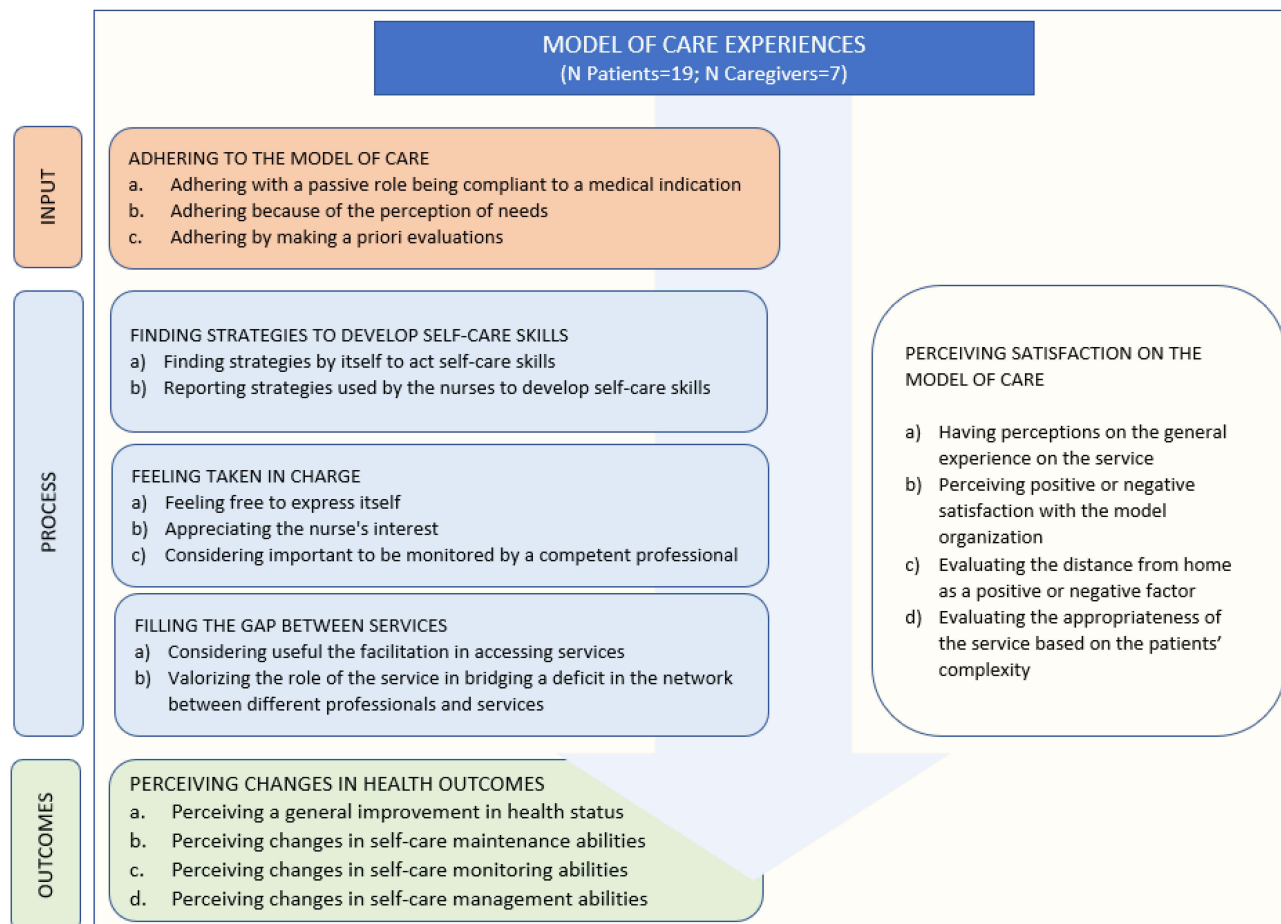 MODEL OF CARE EXPERIENCES
(N Patients=19; N Caregivers=7)
INPUT
ADHERING TO THE MODEL OF CARE
a. Adhering with a passive role being compliant to a medical indication
b. Adhering because of the perception of needs
c. Adhering by making a priori evaluations
PROCESS
FINDING STRATEGIES TO DEVELOP SELF-CARE SKILLS
a) Finding strategies by itself to act self-care skills
b) Reporting strategies used by the nurses to develop self-care skills
FEELING TAKEN IN CHARGE
a) Feeling free to express itself
b) Appreciating the nurse's interest
c) Considering important to be monitored by a competent professional
FILLING THE GAP BETWEEN SERVICES
a) Considering useful the facilitation in accessing services
b) Valorizing the role of the service in bridging a deficit in the network
between different professionals and services
PERCEIVING SATISFACTION ON THE
MODEL OF CARE
a) Having perceptions on the general
experience on the service
b) Perceiving positive or negative
satisfaction with the model
organization
c) Evaluating the distance from home
as a positive or negative factor
d) Evaluating the appropriateness of
the service based on the patients’
complexity
OUTCOMES
PERCEIVING CHANGES IN HEALTH OUTCOMES
a. Perceiving a general improvement in health status
b. Perceiving changes in self-care maintenance abilities
c. Perceiving changes in self-care monitoring abilities
d. Perceiving changes in self-care management abilities